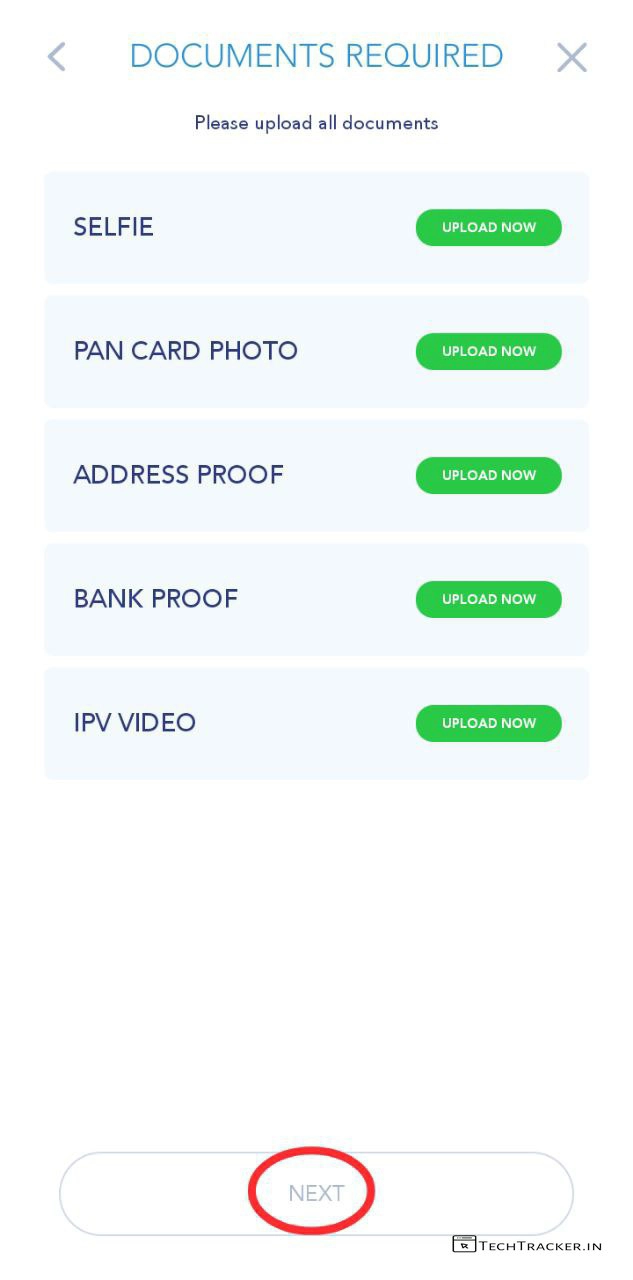 DOCUMENTS REQUIRED
Please upload all documents
SELFIE
UPLOAD NOW
PAN CARD PHOTO
UPLOAD NOW
ADDRESS PROOF
UPLOAD NOW
BANK PROOF
UPLOAD NOW
IPV VIDEO
UPLOAD NOW
NEXT
TECHTRACKER.IN